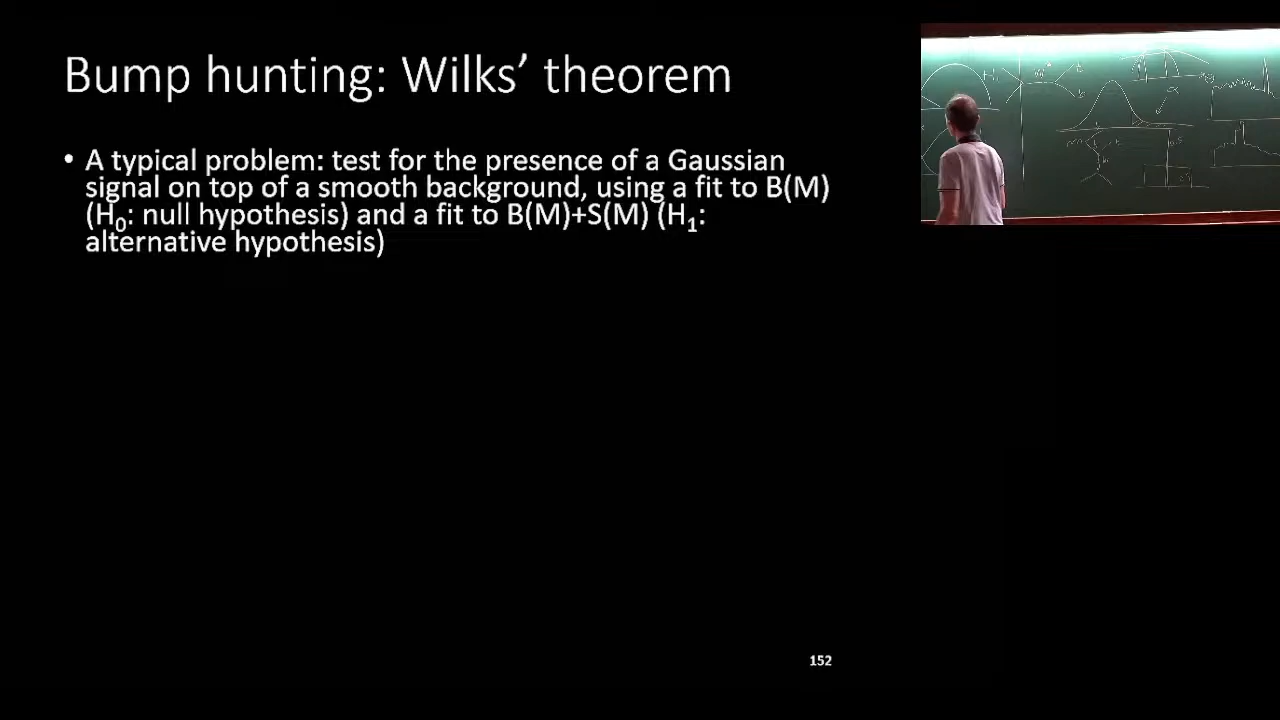 Bump hunting: Wilks’ theorem
• A typical problem: test for the presence of a Gaussian
signal on top of a smooth background, using a fit to B(M)
(H₀: null hypothesis) and a fit to B(M)+S(M) (H₁:
alternative hypothesis)
152